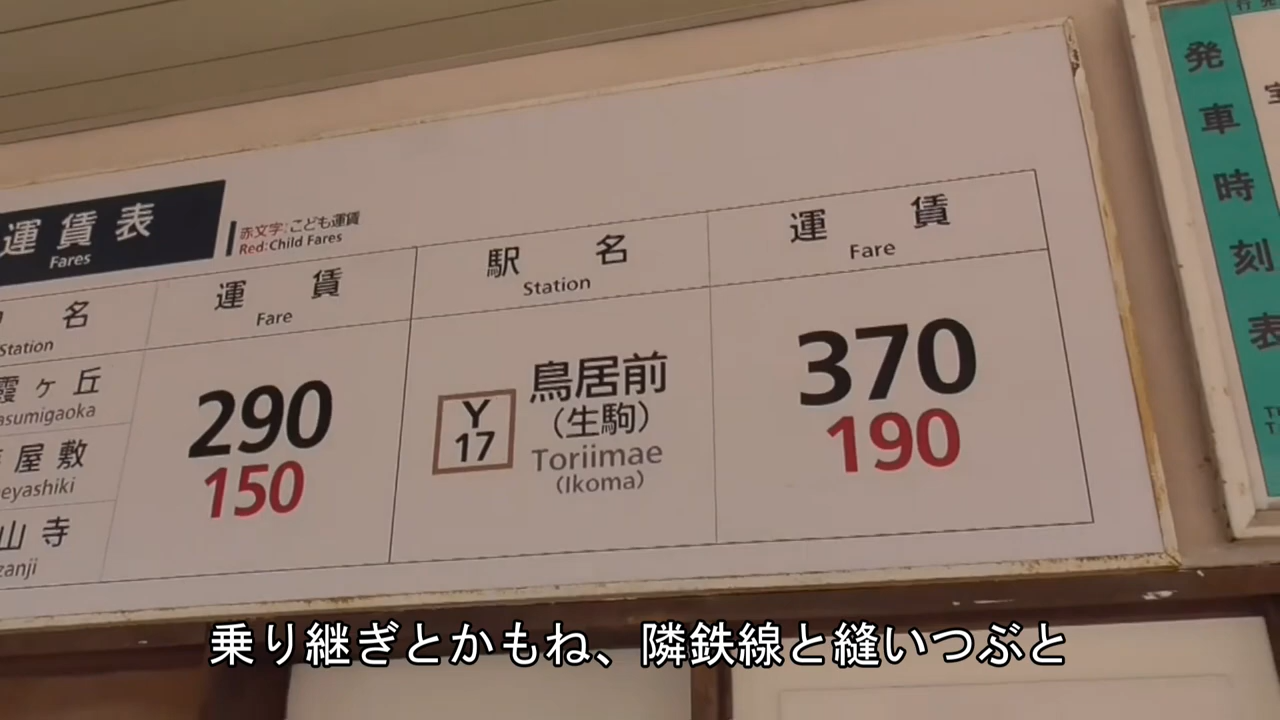 運賃表
Fares
赤文字:こども運賃
Red:Child Fares
名
Station
運賃
Fare
駅名
Station
運賃
Fare
霞ヶ丘
asumigaoka
屋敷
eyashiki
山寺
zanji
290
150
Y
17
鳥居前
(生駒)
Toriimae
(Ikoma)
370
190
発車時刻表
乗り継ぎとかもね、隣鉄線と縫いつぶと